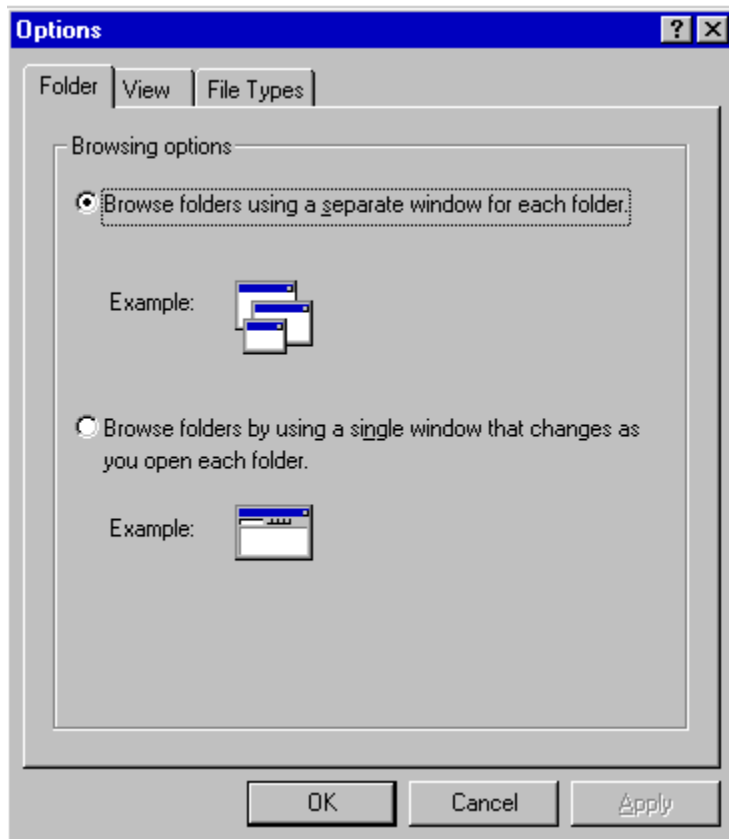 Options
Folder View File Types
Browsing options
Browse folders using a separate window for each folder.
Example:
Browse folders by using a single window that changes as
you open each folder.
Example:
OK Cancel Apply